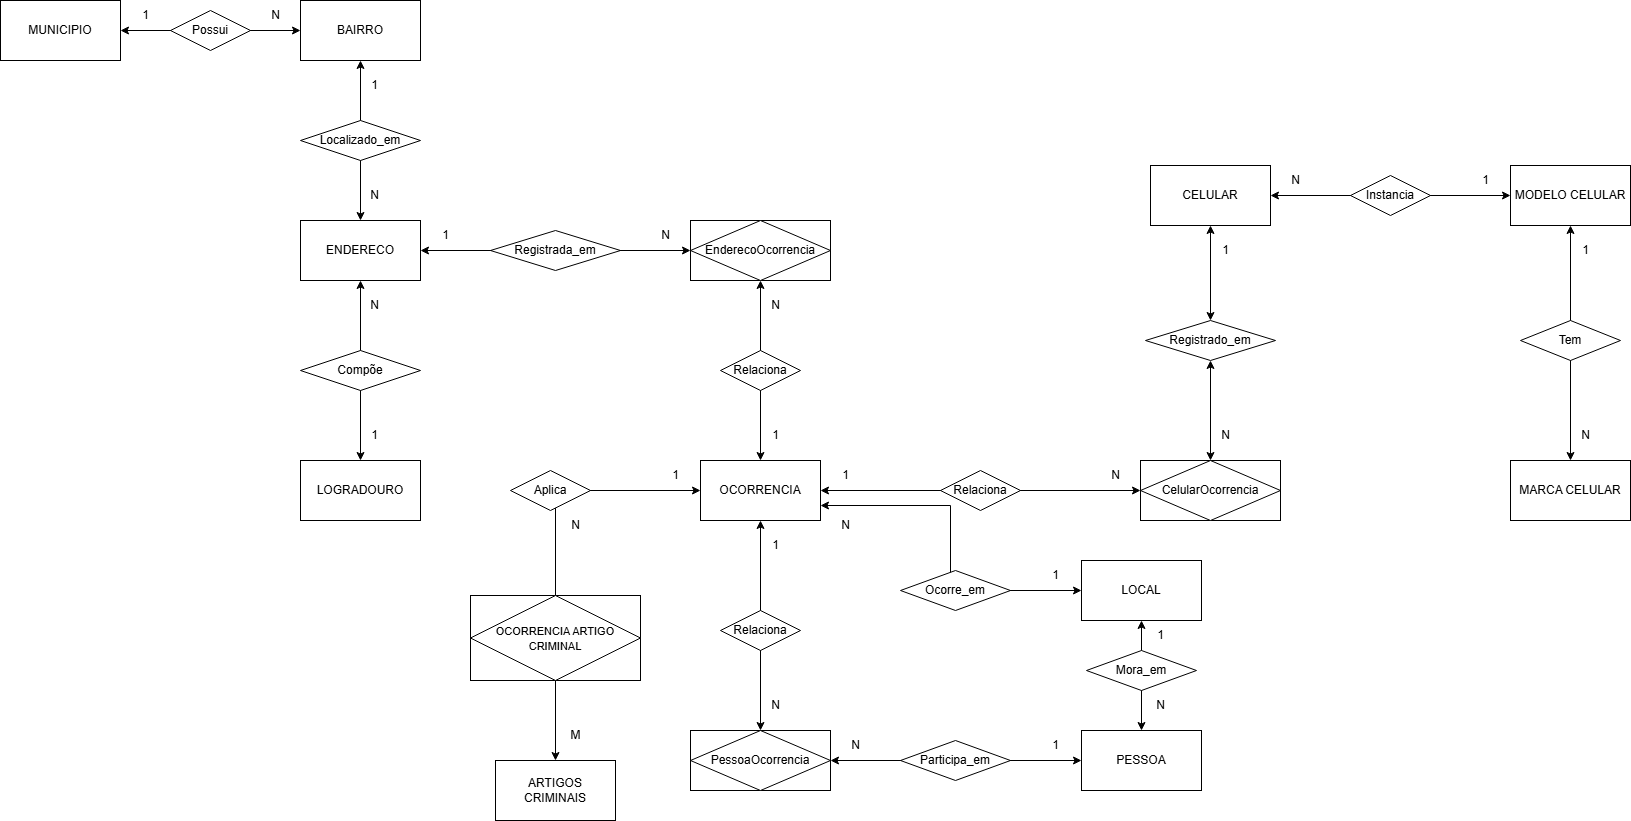 MUNICIPIO
1
Possui
N
BAIRRO
1
Localizado_em
N
ENDERECO
1
Registrada_em
N
EnderecoOcorrencia
N
Compõe
1
LOGRADOURO
N
Relaciona
1
CELULAR
N
Instancia
1
MODELO CELULAR
1
Registrado_em
N
1
Tem
N
MARCA CELULAR
Aplica
1
OCORRENCIA
1
Relaciona
N
CelularOcorrencia
N
N
Ocorre_em
1
LOCAL
OCORRENCIA ARTIGO
CRIMINAL
M
ARTIGOS
CRIMINAIS
1
Relaciona
N
PessoaOcorrencia
N
Participa_em
1
PESSOA
1
Mora_em
N